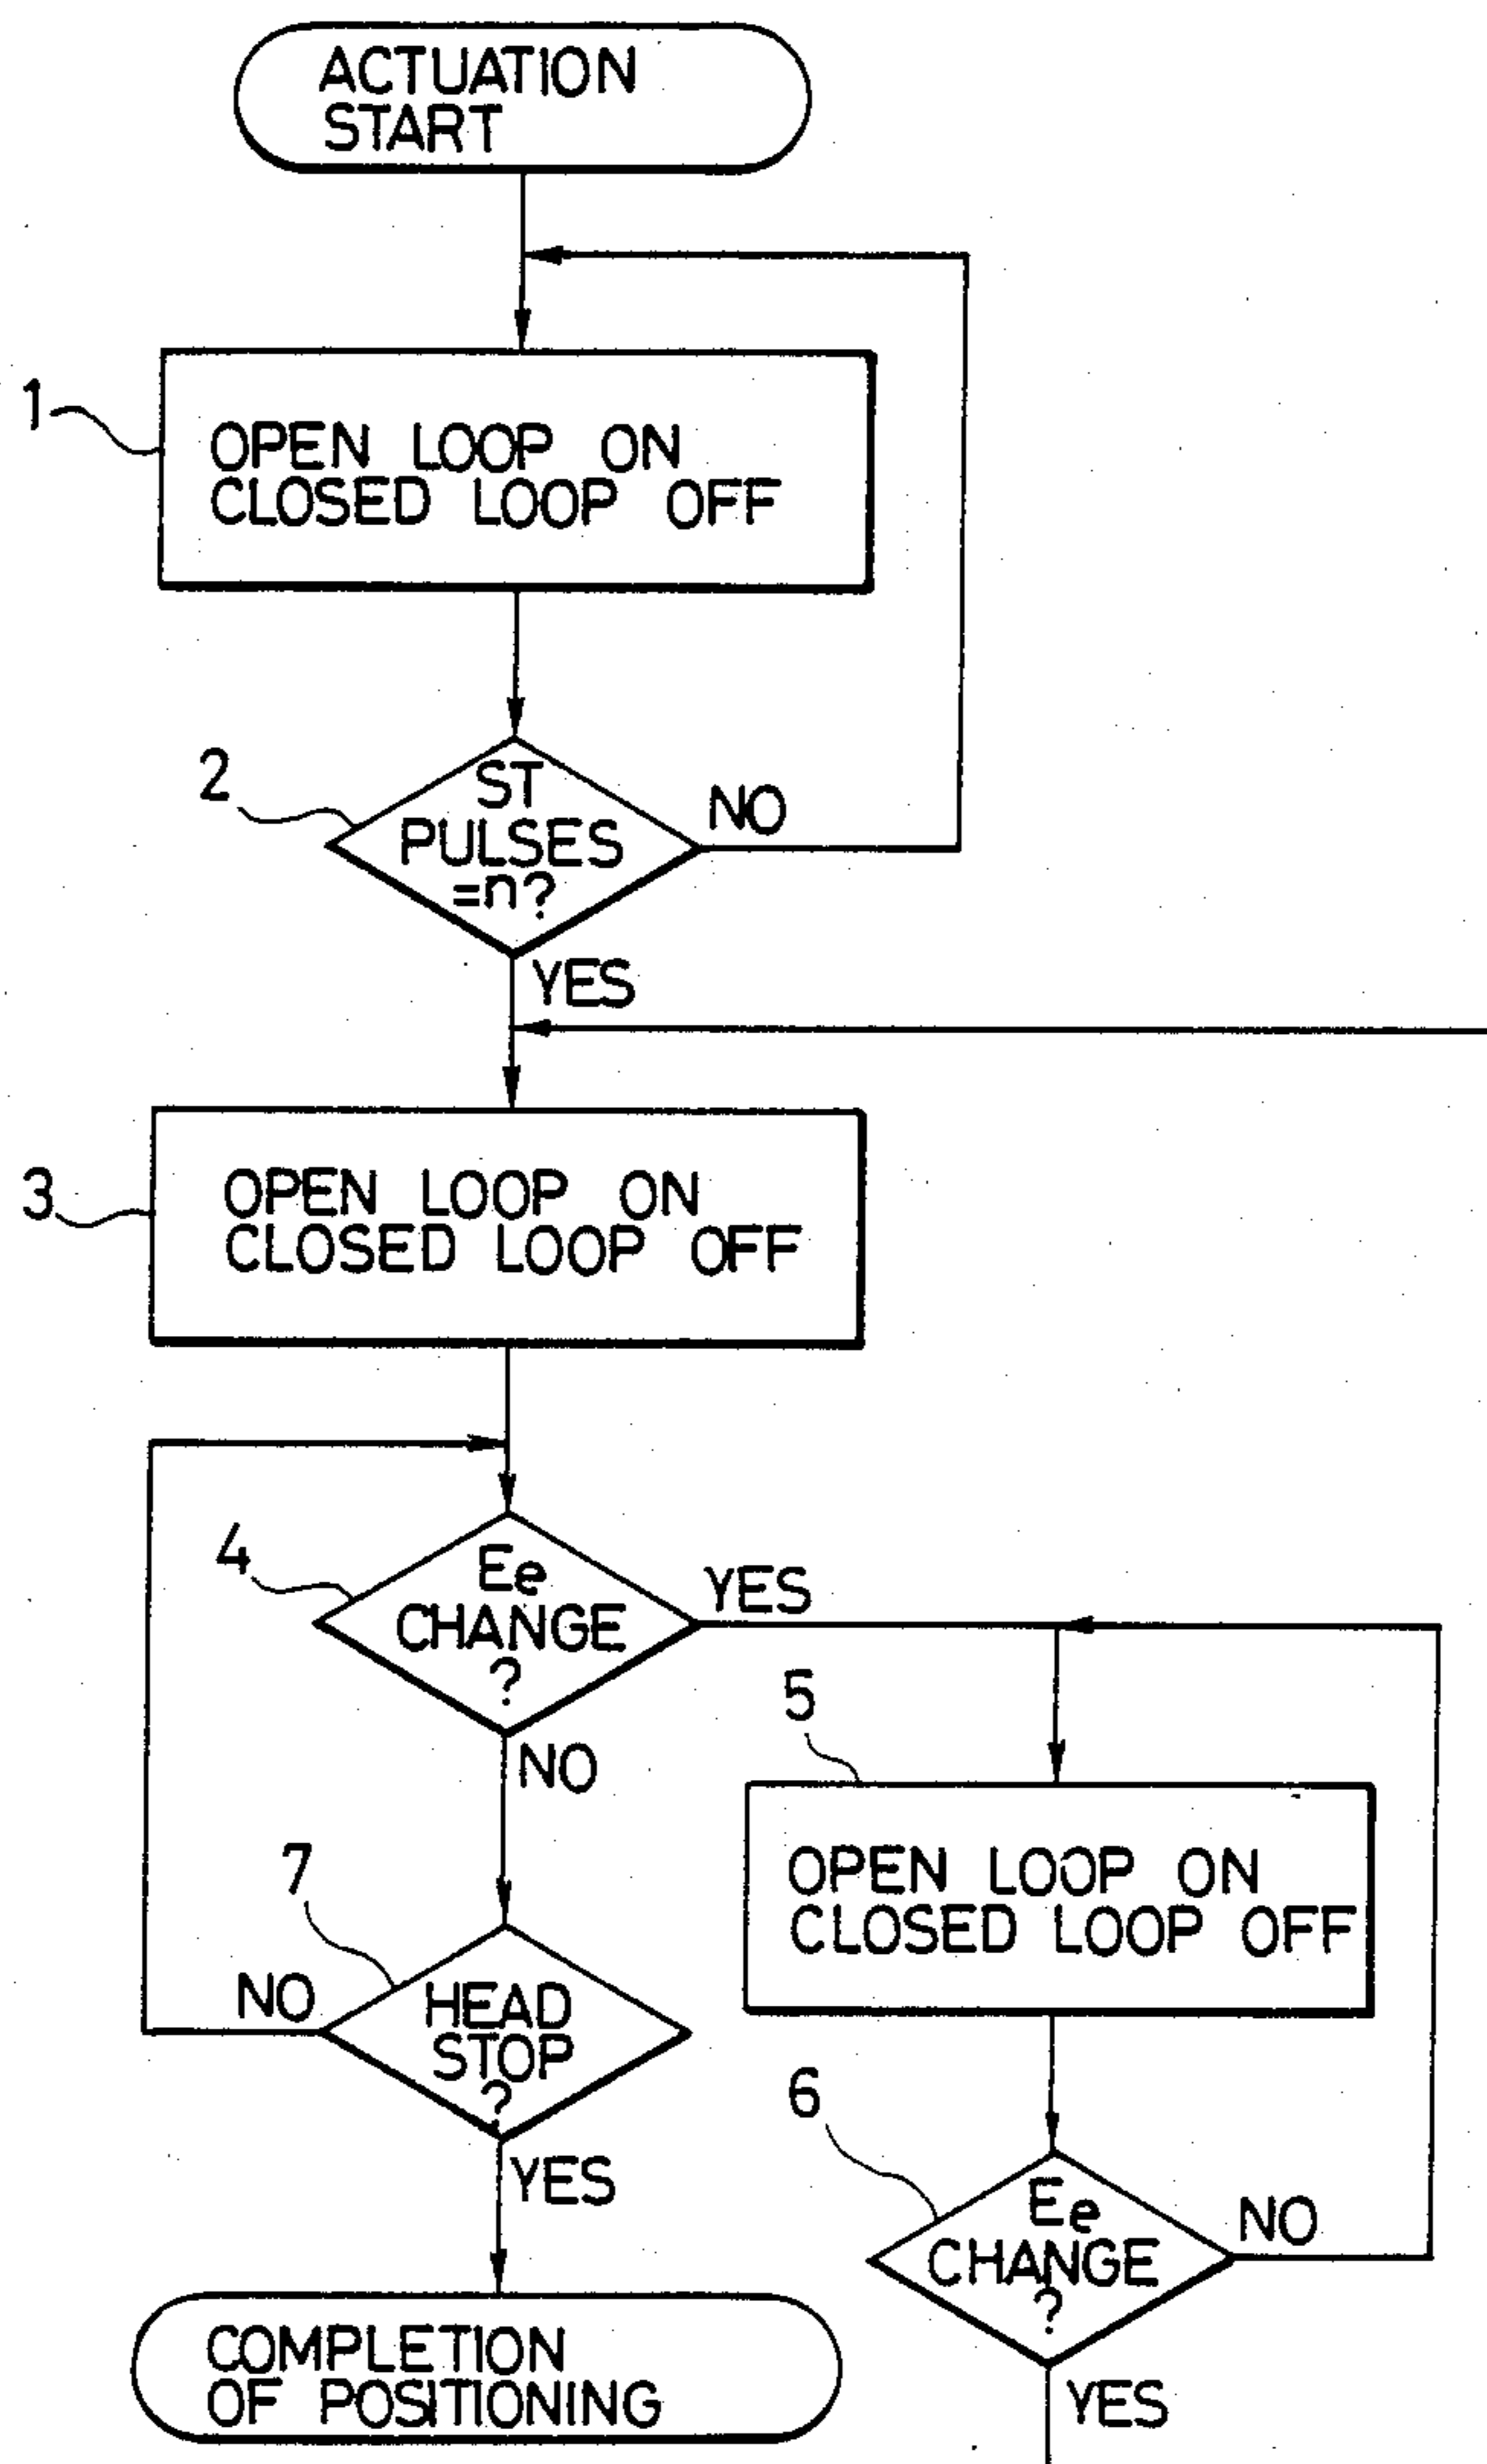 ACTUATION
START
1
OPEN LOOP ON
CLOSED LOOP OFF
2
ST
PULSES
=n?
NO
YES
3
OPEN LOOP ON
CLOSED LOOP OFF
4
Ee
CHANGE
?
YES
NO
5
OPEN LOOP ON
CLOSED LOOP OFF
7
HEAD
STOP
?
NO
YES
6
Ee
CHANGE
?
NO
YES
COMPLETION
OF POSITIONING